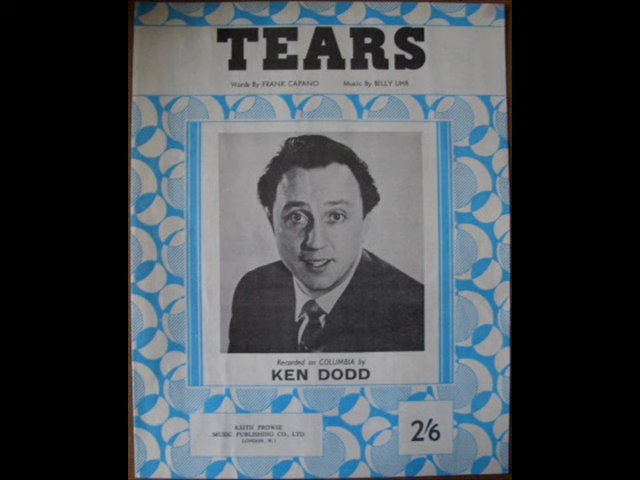 TEARS
Words By FRANK CAPANO Music By BILLY UHR
Recorded on COLUMBIA by
KEN DODD
KEITH PROWSE
MUSIC PUBLISHING CO., LTD.
LONDON, W.1
2/6